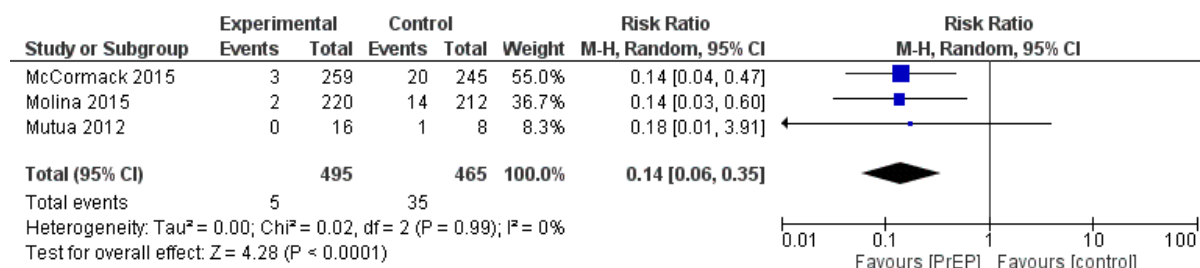 Experimental Control Risk Ratio Risk Ratio
Study or Subgroup Events Total Events Total Weight M-H, Random, 95% CI M-H, Random, 95% CI
McCormack 2015 3 259 20 245 55.0% 0.14 [0.04, 0.47]
Molina 2015 2 220 14 212 36.7% 0.14 [0.03, 0.60]
Mutua 2012 0 16 1 8 8.3% 0.18 [0.01, 3.91]
Total (95% CI) 495 465 100.0% 0.14 [0.06, 0.35]
Total events 5 35
Heterogeneity: Tau² = 0.00; Chi² = 0.02, df = 2 (P = 0.99); I² = 0%
Test for overall effect: Z = 4.28 (P < 0.0001)
0.01 0.1 1 10 100
Favours [PrEP] Favours [control]